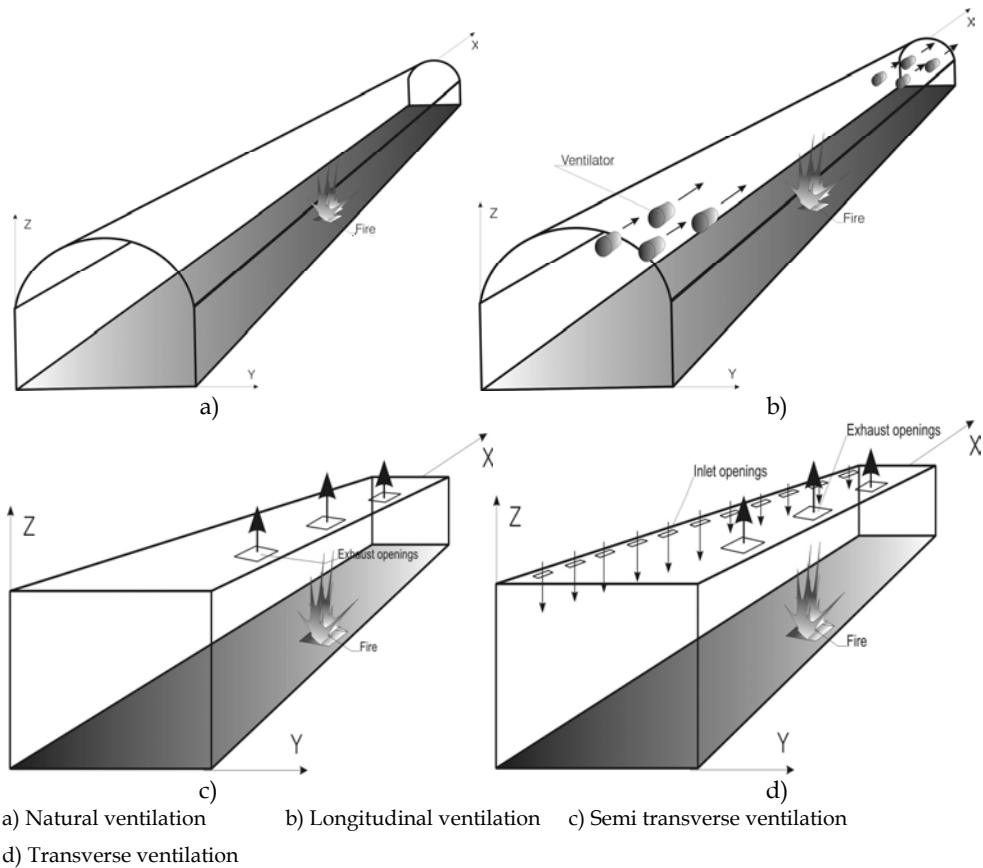 X
Z
Fire
Y
a)
X
Ventilator
Z
Fire
Y
b)
X
Z
Exhaust openings
Fire
Y
c)
Exhaust openings
X
Inlet openings
Z
Fire
Y
d)
a) Natural ventilation b) Longitudinal ventilation c) Semi transverse ventilation
d) Transverse ventilation